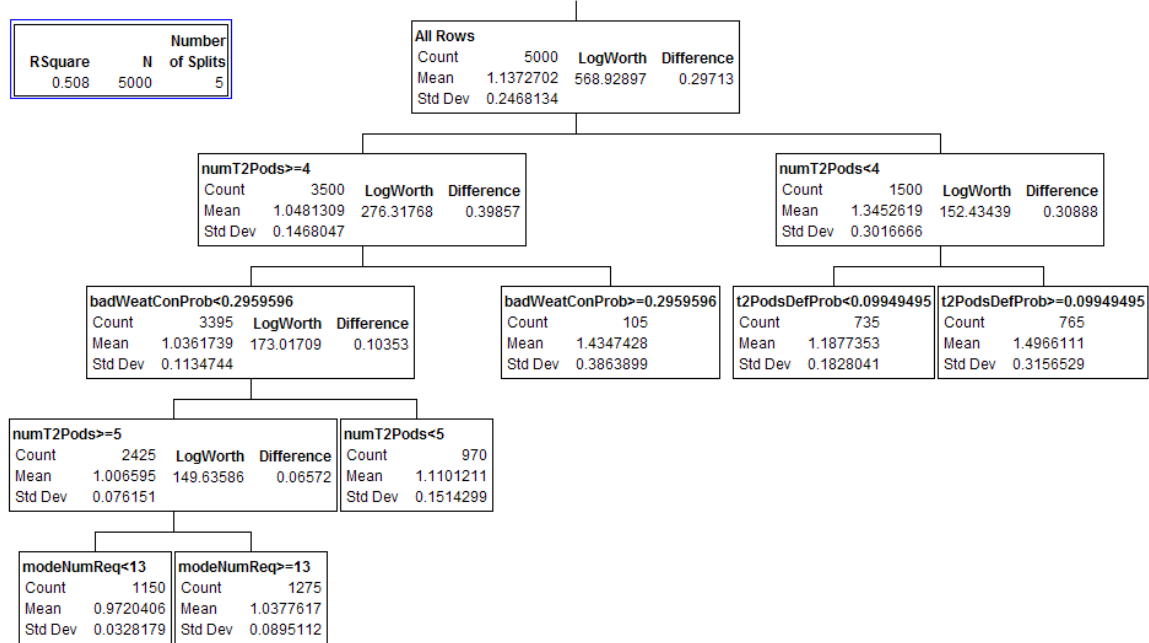 Number
RSquare N of Splits
0.508 5000 5
All Rows
Count 5000 LogWorth Difference
Mean 1.1372702 568.92897 0.29713
Std Dev 0.2468134
numT2Pods>=4
Count 3500 LogWorth Difference
Mean 1.0481309 276.31768 0.39857
Std Dev 0.1468047
numT2Pods<4
Count 1500 LogWorth Difference
Mean 1.3452619 152.43439 0.30888
Std Dev 0.3016666
badWeatConProb<0.2959596
Count 3395 LogWorth Difference
Mean 1.0361739 173.01709 0.10353
Std Dev 0.1134744
badWeatConProb>=0.2959596
Count 105
Mean 1.4347428
Std Dev 0.3863899
t2PodsDefProb<0.09949495
Count 735
Mean 1.1877353
Std Dev 0.1828041
t2PodsDefProb>=0.09949495
Count 765
Mean 1.4966111
Std Dev 0.3156529
numT2Pods>=5
Count 2425 LogWorth Difference
Mean 1.006595 149.63586 0.06572
Std Dev 0.076151
numT2Pods<5
Count 970
Mean 1.1101211
Std Dev 0.1514299
modeNumReq<13
Count 1150
Mean 0.9720406
Std Dev 0.0328179
modeNumReq>=13
Count 1275
Mean 1.0377617
Std Dev 0.0895112